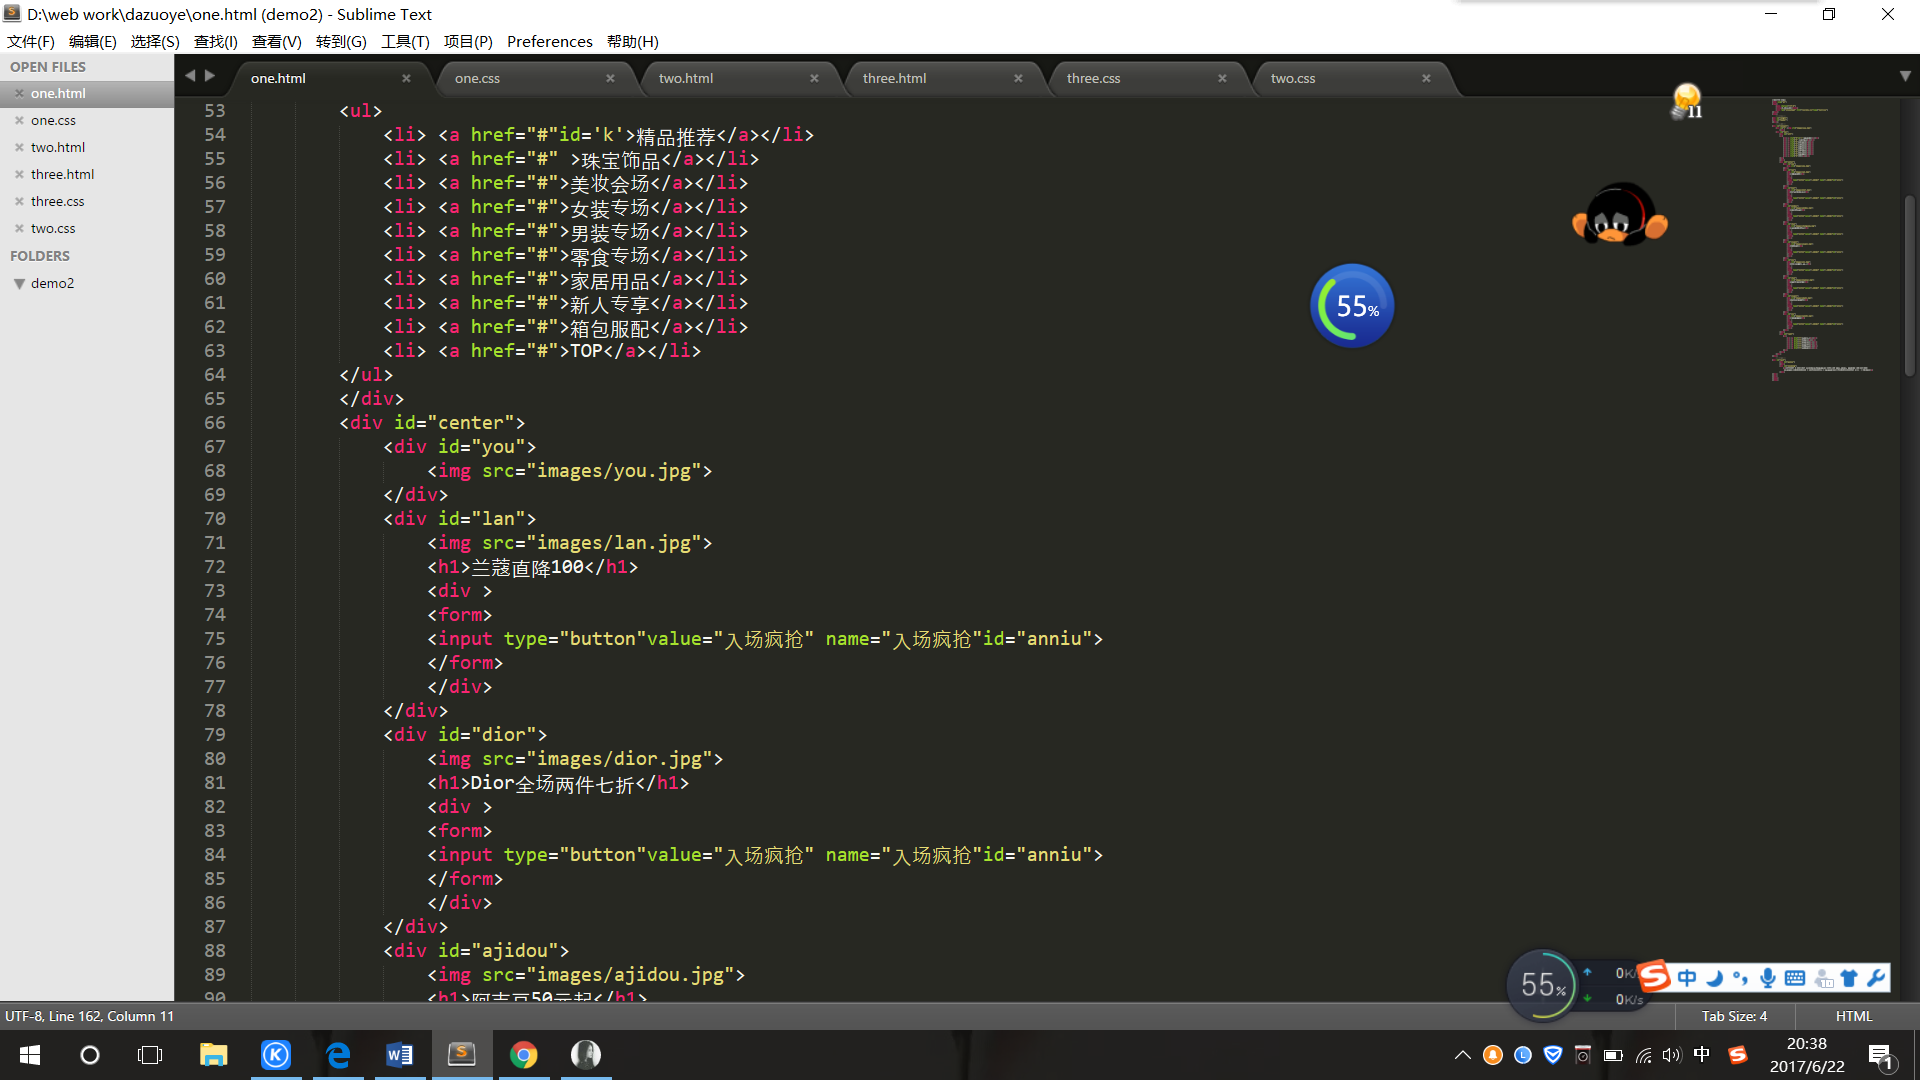 D:\web work\dazuoye\one.html (demo2) - Sublime Text
文件(F) 编辑(E) 选择(S) 查找(I) 查看(V) 转到(G) 工具(T) 项目(P) Preferences 帮助(H)
OPEN FILES
one.html
one.css
two.html
three.html
three.css
two.css
FOLDERS
demo2
one.html one.css two.html three.html three.css two.css
53 <ul>
54 <li> <a href="#"id='k'>精品推荐</a></li>
55 <li> <a href="#" >珠宝饰品</a></li>
56 <li> <a href="#">美妆会场</a></li>
57 <li> <a href="#">女装专场</a></li>
58 <li> <a href="#">男装专场</a></li>
59 <li> <a href="#">零食专场</a></li>
60 <li> <a href="#">家居用品</a></li>
61 <li> <a href="#">新人专享</a></li>
62 <li> <a href="#">箱包服配</a></li>
63 <li> <a href="#">TOP</a></li>
64 </ul>
65 </div>
66 <div id="center">
67 <div id="you">
68 <img src="images/you.jpg">
69 </div>
70 <div id="lan">
71 <img src="images/lan.jpg">
72 <h1>兰蔻直降100</h1>
73 <div >
74 <form>
75 <input type="button"value="入场疯抢" name="入场疯抢"id="anniu">
76 </form>
77 </div>
78 </div>
79 <div id="dior">
80 <img src="images/dior.jpg">
81 <h1>Dior全场两件七折</h1>
82 <div >
83 <form>
84 <input type="button"value="入场疯抢" name="入场疯抢"id="anniu">
85 </form>
86 </div>
87 </div>
88 <div id="ajidou">
89 <img src="images/ajidou.jpg">
90 <h1>阿吉豆50元起</h1>
11
55%
55%
0K/s
0K/s
中
UTF-8, Line 162, Column 11
Tab Size: 4
HTML
中
20:38
2017/6/22
1